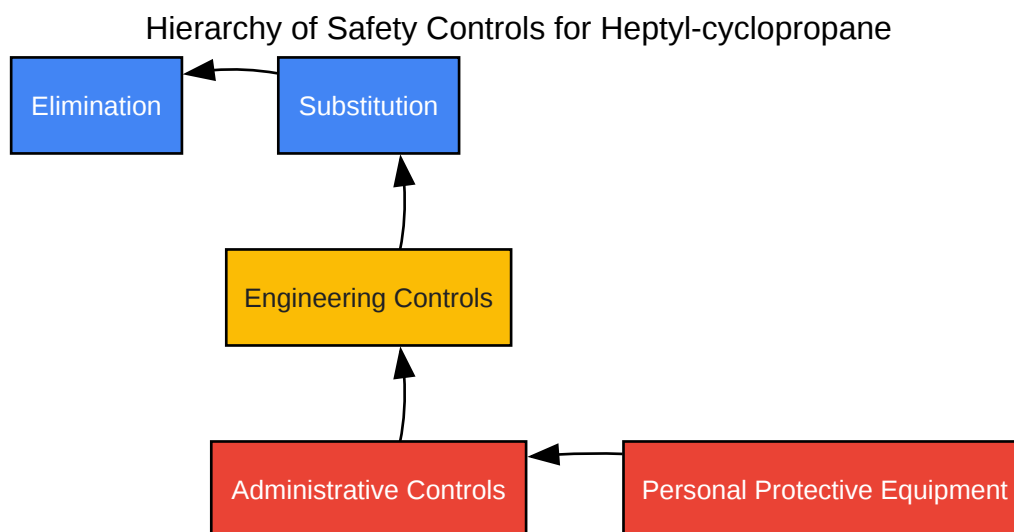 Hierarchy of Safety Controls for Heptyl-cyclopropane
Elimination
Substitution
Engineering Controls
Administrative Controls
Personal Protective Equipment